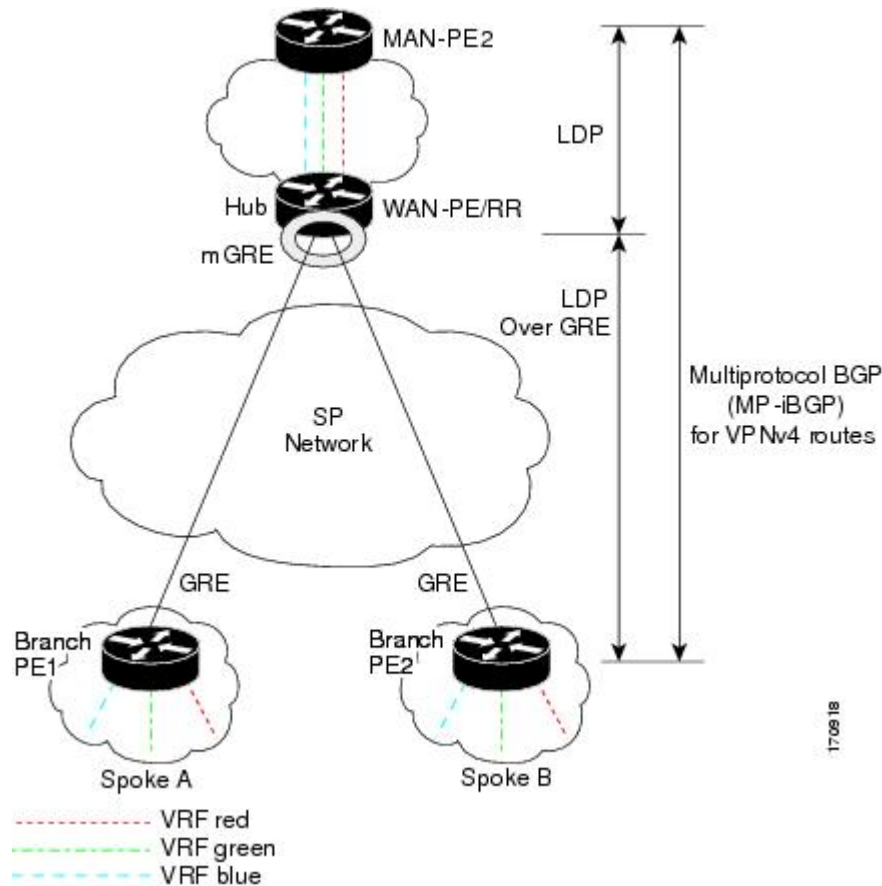 MAN-PE2
LDP
Hub
WAN-PE/RR
mGRE
LDP
Over GRE
Multiprotocol BGP
(MP-iBGP)
for VPNv4 routes
SP
Network
GRE
GRE
Branch
PE1
Branch
PE2
170918
Spoke A
Spoke B
VRF red
VRF green
VRF blue